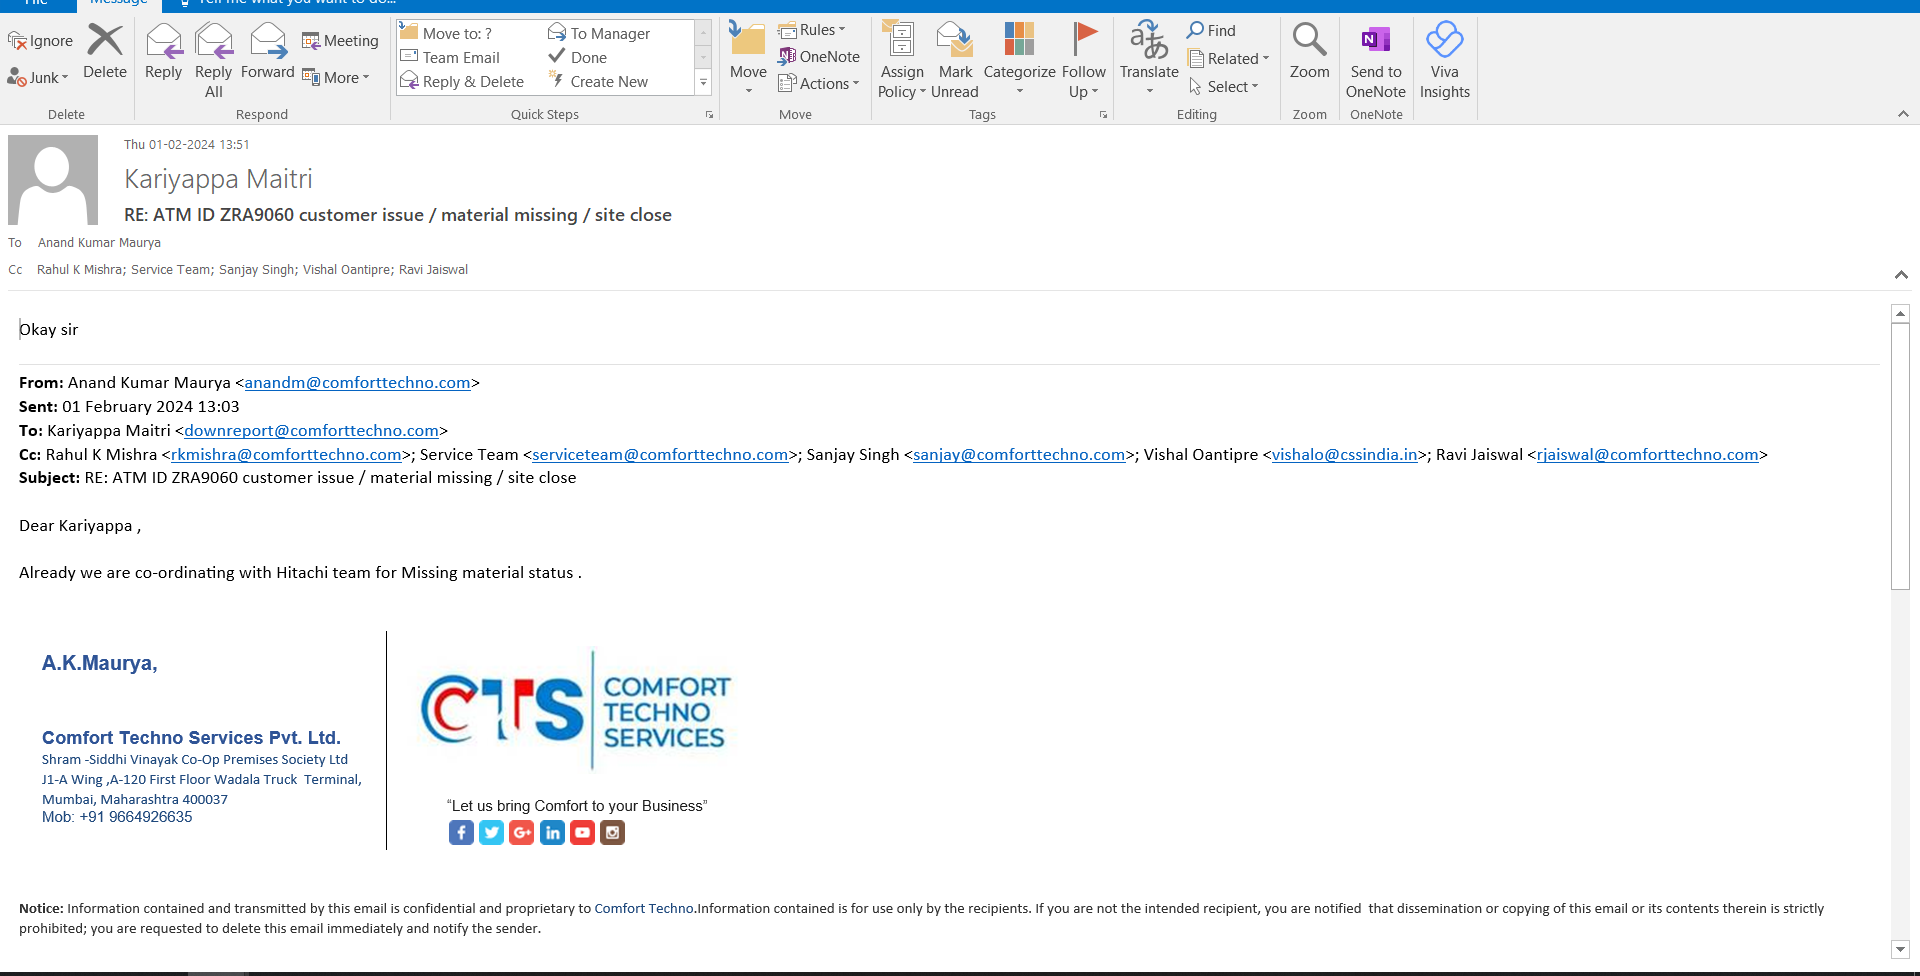 File Message Tell me what you want to do...
Ignore
Junk
Delete
Reply
Reply All
Forward
Meeting
More
Move to: ?
Team Email
Reply & Delete
To Manager
Done
Create New
Move
Rules
OneNote
Actions
Assign Policy
Mark Unread
Categorize
Follow Up
Translate
Find
Related
Select
Zoom
Send to OneNote
Viva Insights
Delete Respond Quick Steps Move Tags Editing Zoom OneNote
Thu 01-02-2024 13:51
Kariyappa Maitri
RE: ATM ID ZRA9060 customer issue / material missing / site close
To Anand Kumar Maurya
Cc Rahul K Mishra; Service Team; Sanjay Singh; Vishal Oantipre; Ravi Jaiswal
Okay sir
From: Anand Kumar Maurya <anandm@comforttechno.com>
Sent: 01 February 2024 13:03
To: Kariyappa Maitri <downreport@comforttechno.com>
Cc: Rahul K Mishra <rkmishra@comforttechno.com>; Service Team <serviceteam@comforttechno.com>; Sanjay Singh <sanjay@comforttechno.com>; Vishal Oantipre <vishalo@cssindia.in>; Ravi Jaiswal <rjaiswal@comforttechno.com>
Subject: RE: ATM ID ZRA9060 customer issue / material missing / site close
Dear Kariyappa ,
Already we are co-ordinating with Hitachi team for Missing material status .
A.K.Maurya,
Comfort Techno Services Pvt. Ltd.
Shram -Siddhi Vinayak Co-Op Premises Society Ltd
J1-A Wing ,A-120 First Floor Wadala Truck  Terminal,
Mumbai, Maharashtra 400037
Mob: +91 9664926635
CTS
COMFORT
TECHNO
SERVICES
“Let us bring Comfort to your Business”
Notice: Information contained and transmitted by this email is confidential and proprietary to Comfort Techno.Information contained is for use only by the recipients. If you are not the intended recipient, you are notified  that dissemination or copying of this email or its contents therein is strictly
prohibited; you are requested to delete this email immediately and notify the sender.